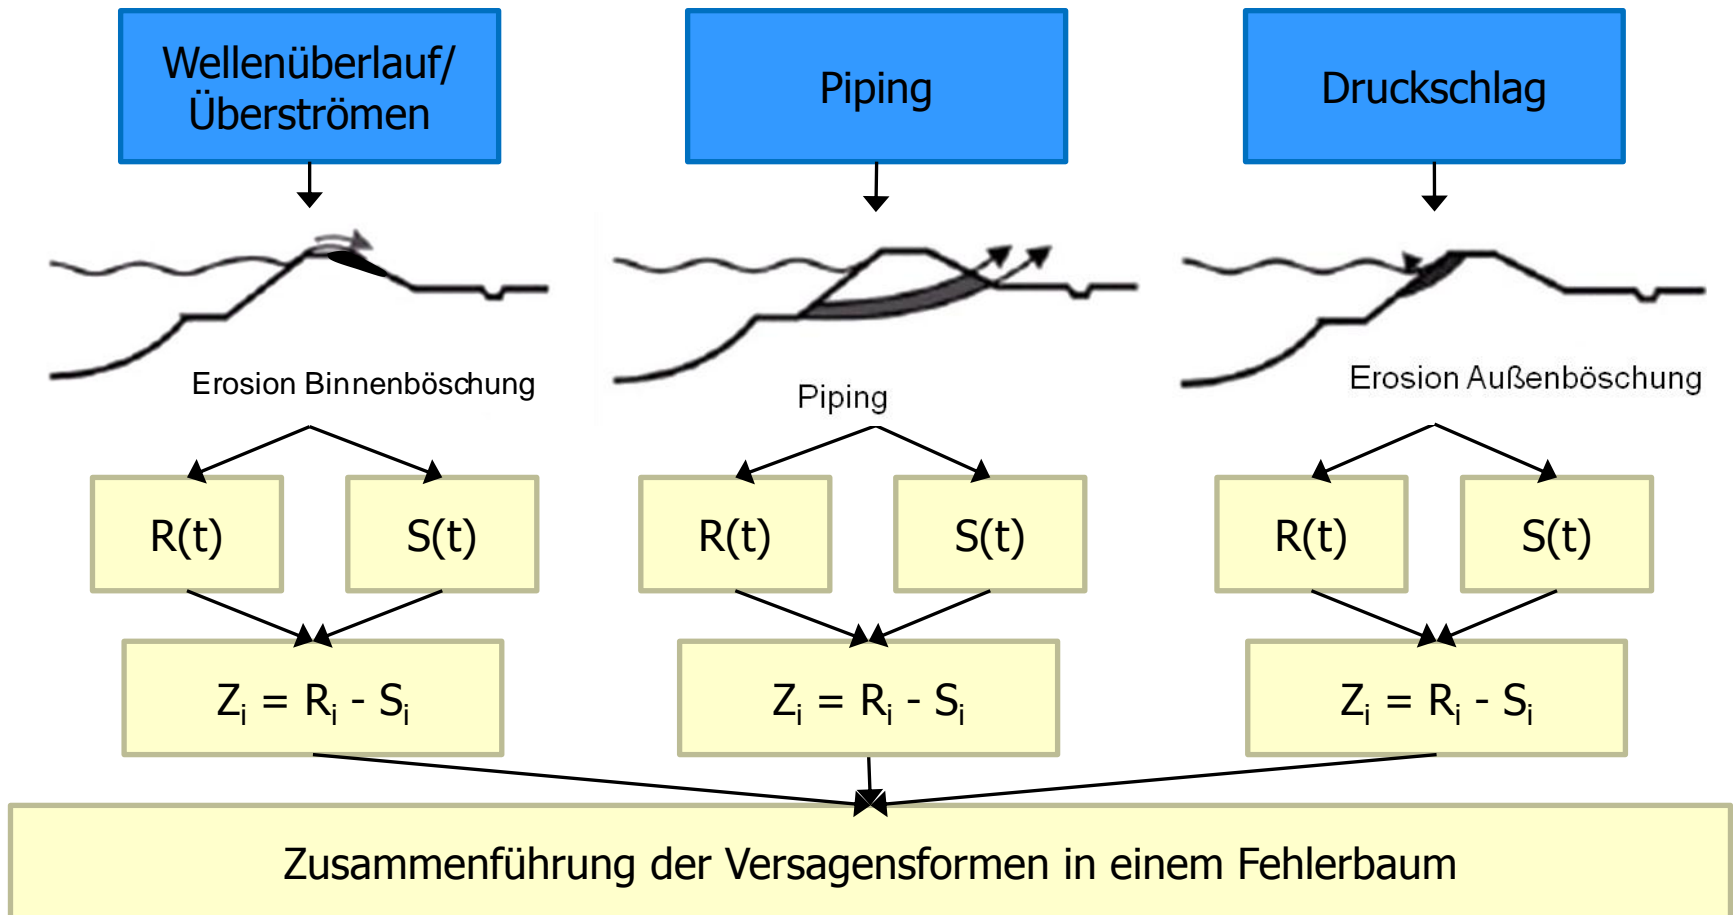 Wellenüberlauf/
Überströmen
Piping
Druckschlag
Erosion Binnenböschung
Piping
Erosion Außenböschung
R(t)
S(t)
R(t)
S(t)
R(t)
S(t)
Zi = Ri - Si
Zi = Ri - Si
Zi = Ri - Si
Zusammenführung der Versagensformen in einem Fehlerbaum